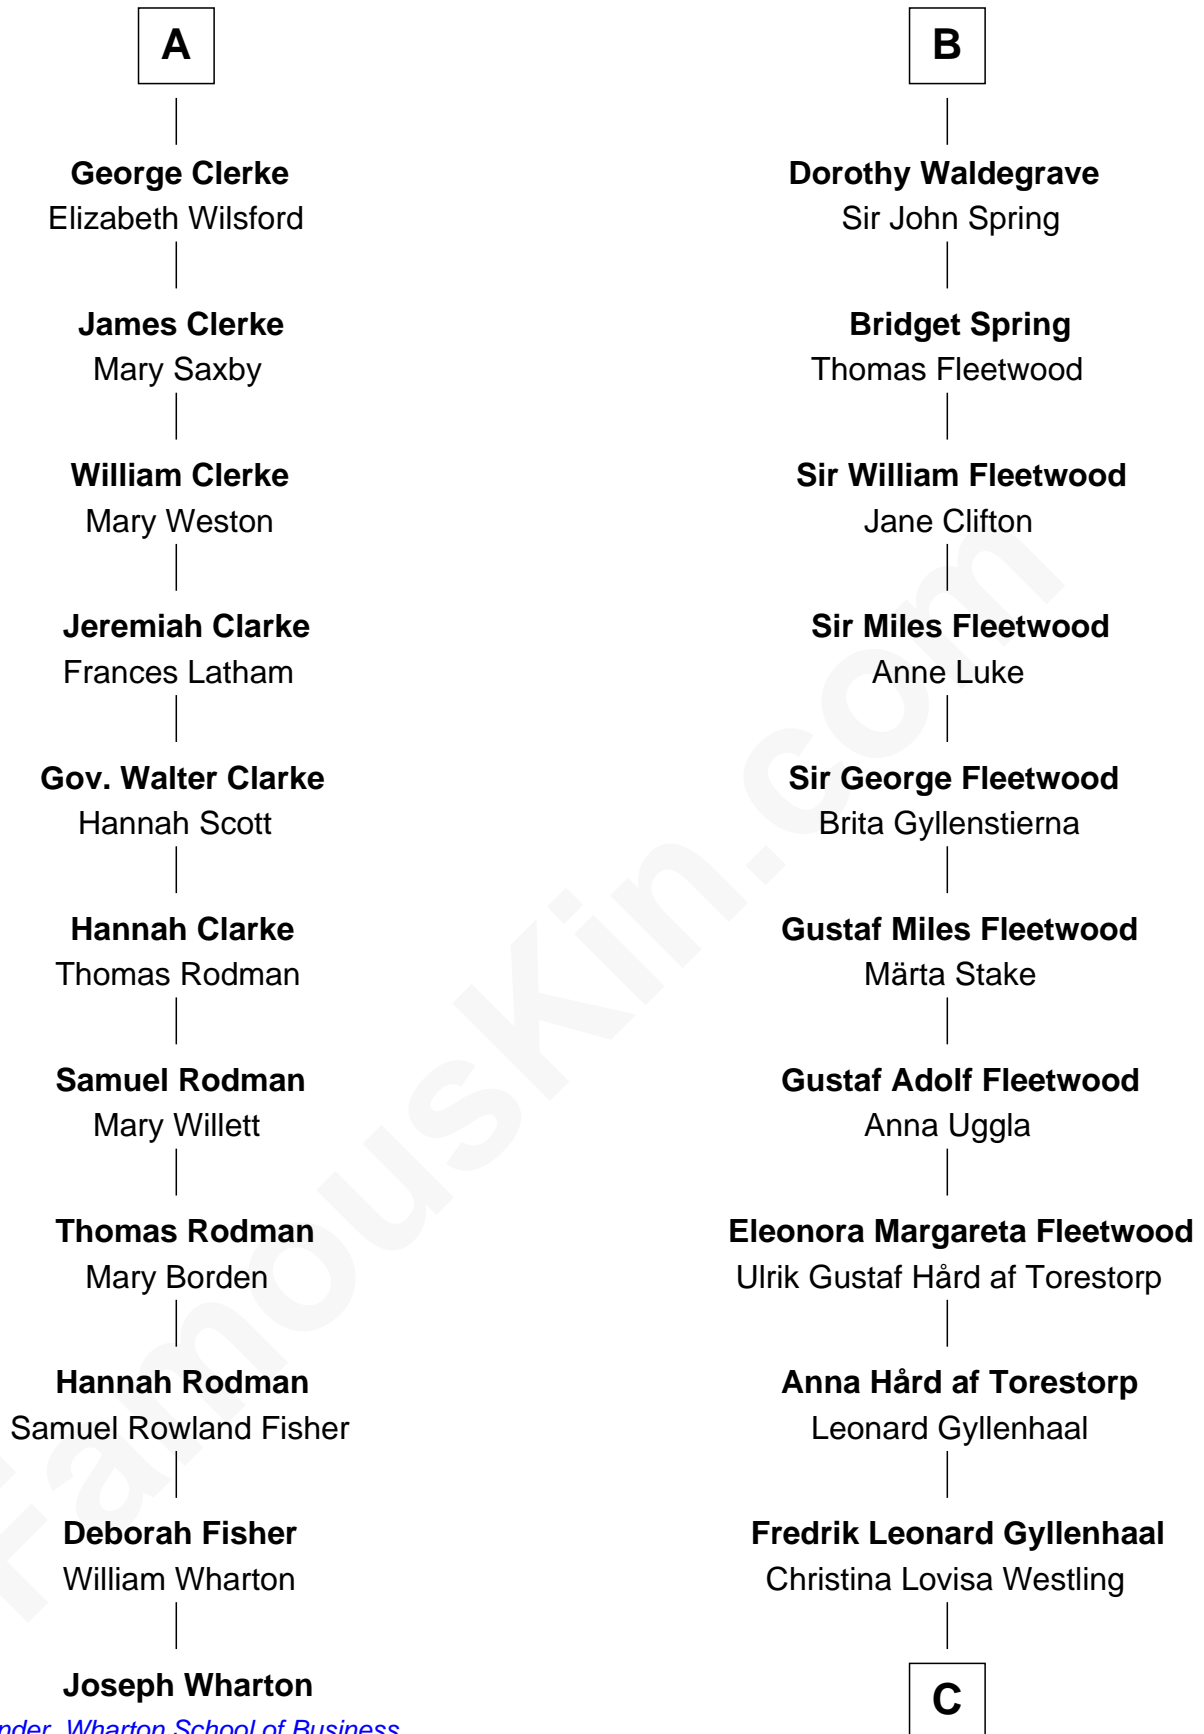 A
George Clerke
Elizabeth Wilsford
James Clerke
Mary Saxby
William Clerke
Mary Weston
Jeremiah Clarke
Frances Latham
Gov. Walter Clarke
Hannah Scott
Hannah Clarke
Thomas Rodman
Samuel Rodman
Mary Willett
Thomas Rodman
Mary Borden
Hannah Rodman
Samuel Rowland Fisher
Deborah Fisher
William Wharton
Joseph Wharton
Wharton School of Business
B
Dorothy Waldegrave
Sir John Spring
Bridget Spring
Thomas Fleetwood
Sir William Fleetwood
Jane Clifton
Sir Miles Fleetwood
Anne Luke
Sir George Fleetwood
Brita Gyllenstierna
Gustaf Miles Fleetwood
Märta Stake
Gustaf Adolf Fleetwood
Anna Uggla
Eleonora Margareta Fleetwood
Ulrik Gustaf Hård af Torestorp
Anna Hård af Torestorp
Leonard Gyllenhaal
Fredrik Leonard Gyllenhaal
Christina Lovisa Westling
C
FamousKin.com